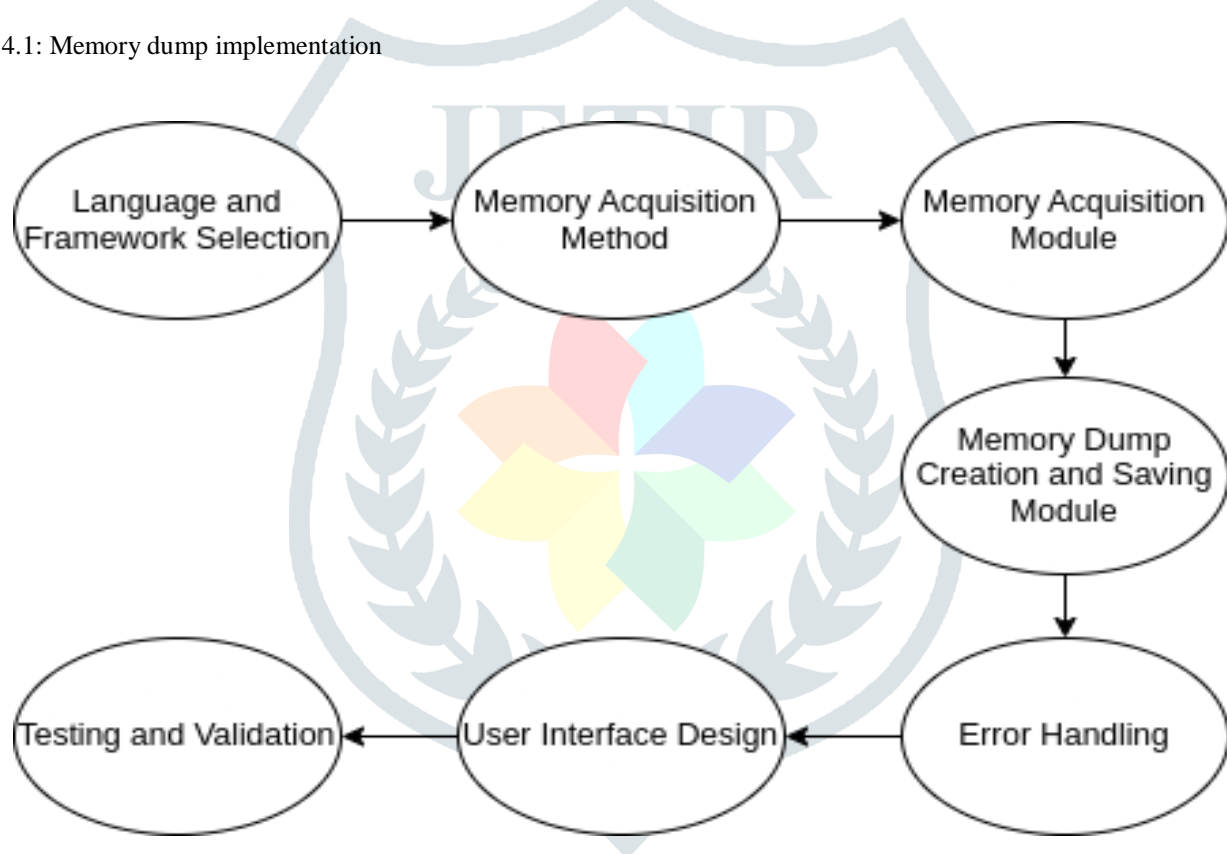 4.1: Memory dump implementation
JETIR
Language and
Framework Selection
Memory Acquisition
Method
Memory Acquisition
Module
Memory Dump
Creation and Saving
Module
Error Handling
User Interface Design
Testing and Validation